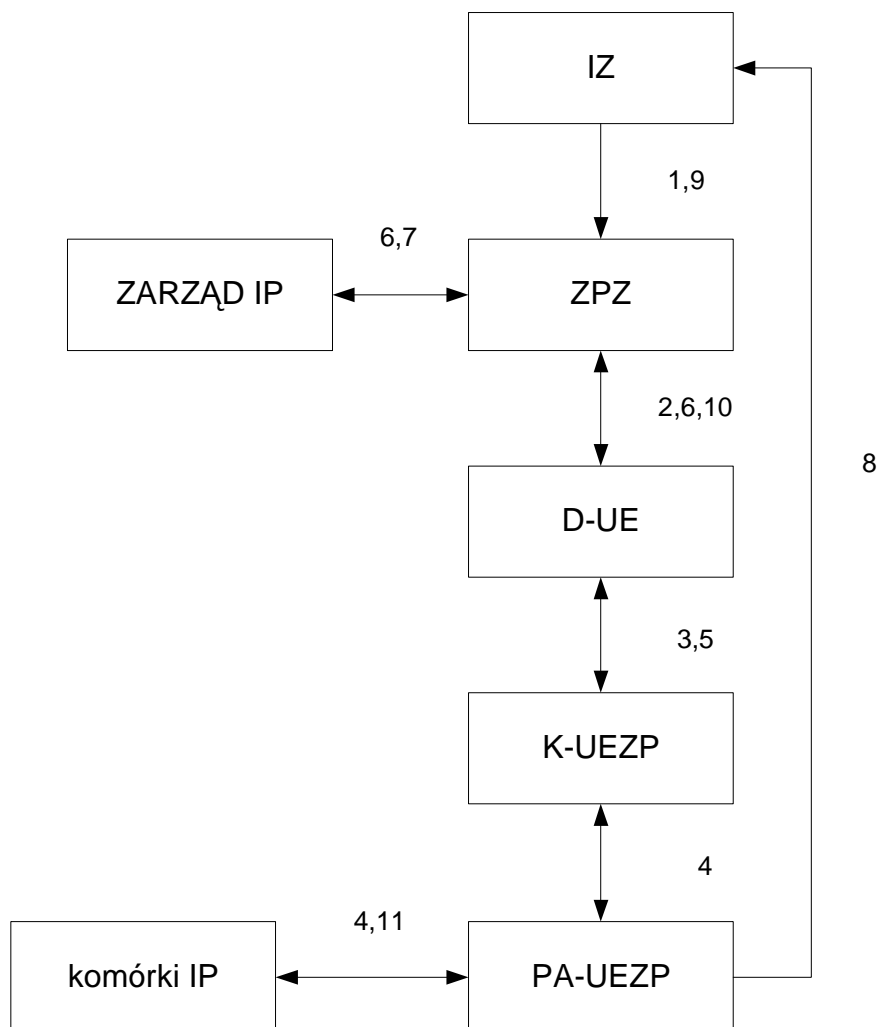 IZ
1,9
6,7
ZARZĄD IP
ZPZ
2,6,10
8
D-UE
3,5
K-UEZP
4
4,11
komórki IP
PA-UEZP